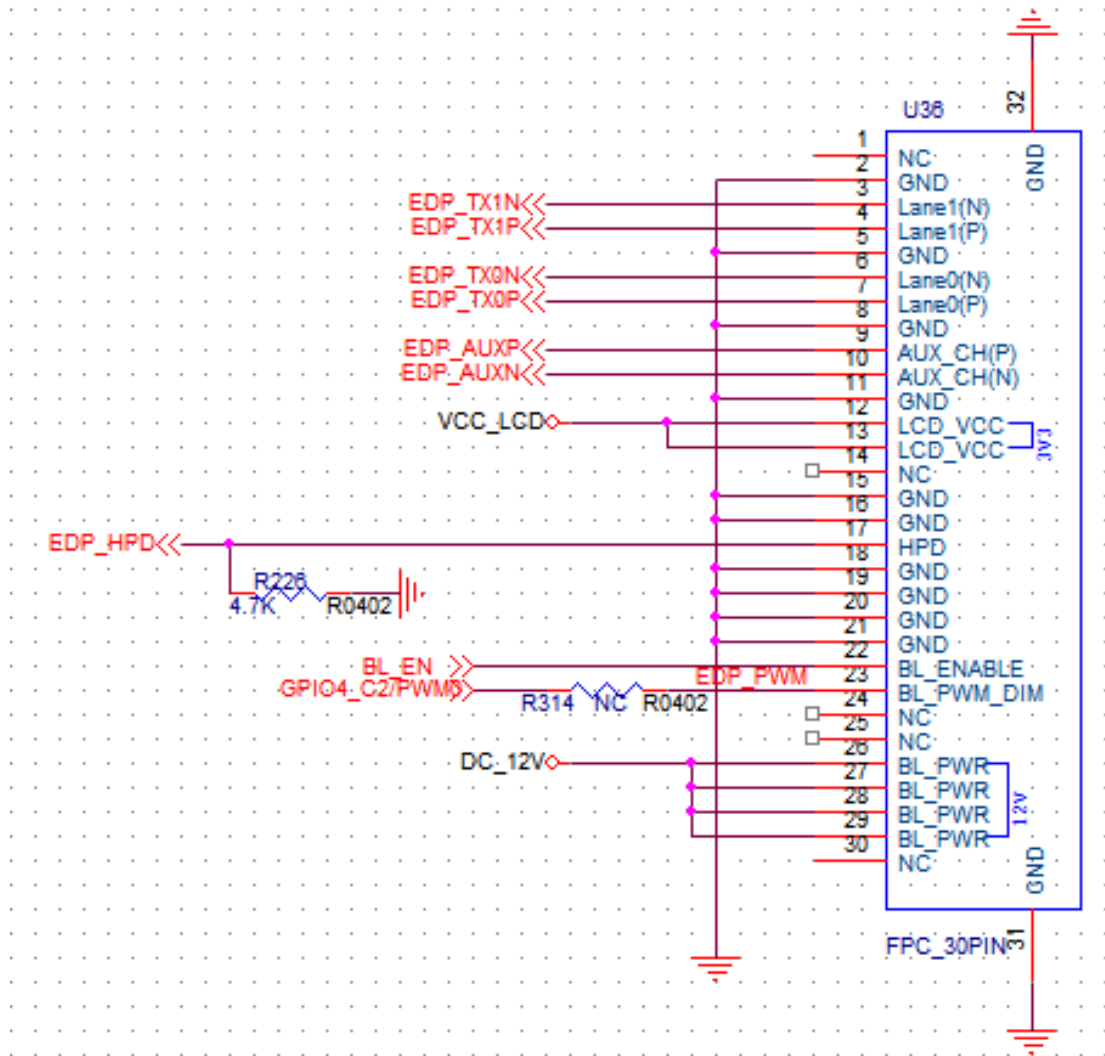 32
U36
GND
1
NC
2
GND
3
EDP_TX1N
Lane1(N)
4
EDP_TX1P
Lane1(P)
5
GND
6
EDP_TX0N
Lane0(N)
7
EDP_TX0P
Lane0(P)
8
GND
9
EDP_AUXP
AUX_CH(P)
10
EDP_AUXN
AUX_CH(N)
11
GND
12
VCC_LCD
LCD_VCC
13
LCD_VCC
3V3
14
NC
15
GND
16
GND
17
EDP_HPD
HPD
18
GND
R226
4.7K
R0402
19
GND
20
GND
21
GND
22
BL_EN
BL_ENABLE
EDP_PWM
23
GPIO4_C2/PWM3
R314
NC
R0402
BL_PWM_DIM
24
NC
25
NC
26
DC_12V
BL_PWR
27
BL_PWR
28
BL_PWR
12V
29
BL_PWR
30
NC
GND
FPC_30PIN
31